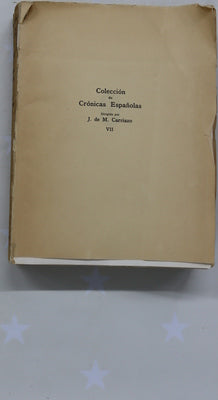 Colección
de
Crónicas Españolas
Dirigida por
J. de M. Carriazo
VII